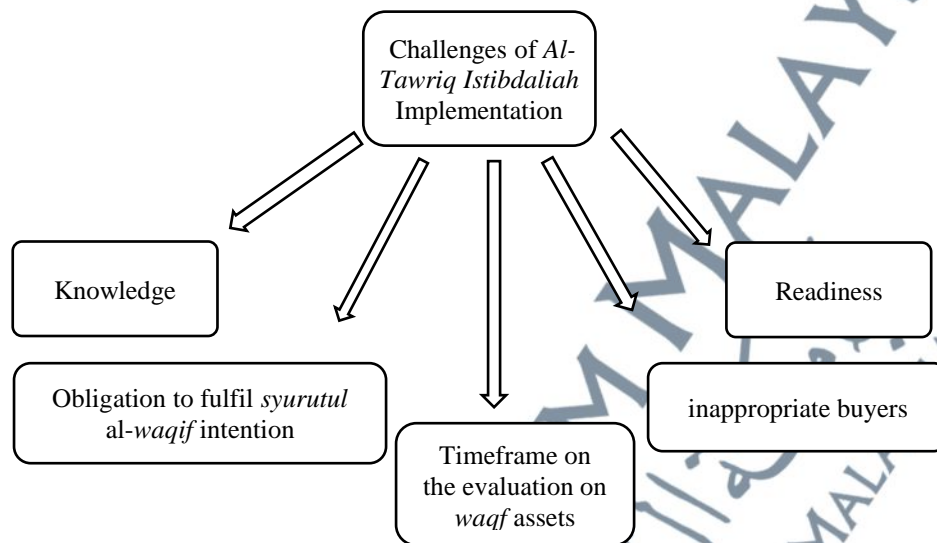 Challenges of Al-
Tawriq Istibdaliah
Implementation
Knowledge
Readiness
Obligation to fulfil syurutul
al-waqif intention
inappropriate buyers
Timeframe on
the evaluation on
waqf assets